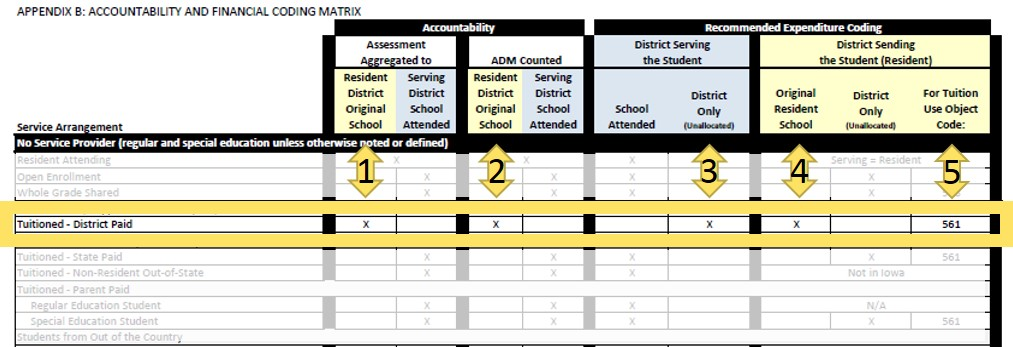 APPENDIX B: ACCOUNTABILITY AND FINANCIAL CODING MATRIX
Accountability Recommended Expenditure Coding
Assessment Aggregated to ADM Counted District Serving the Student District Sending the Student (Resident)
Service Arrangement Resident District Original School Serving District School Attended Resident District Original School Serving District School Attended School Attended District Only (Unallocated) Original Resident School District Only (Unallocated) For Tuition Use Object Code:
No Service Provider (regular and special education unless otherwise noted or defined)
1 2 3 4 5
Resident Attending X X X Serving = Resident
Open Enrollment X X X X
Whole Grade Shared X X X X
Tuitioned - District Paid X X X X 561
Tuitioned - State Paid X X X X 561
Tuitioned - Non-Resident Out-of-State X X X Not in Iowa
Tuitioned - Parent Paid
Regular Education Student X X X N/A
Special Education Student X X X X 561
Students from Out of the Country